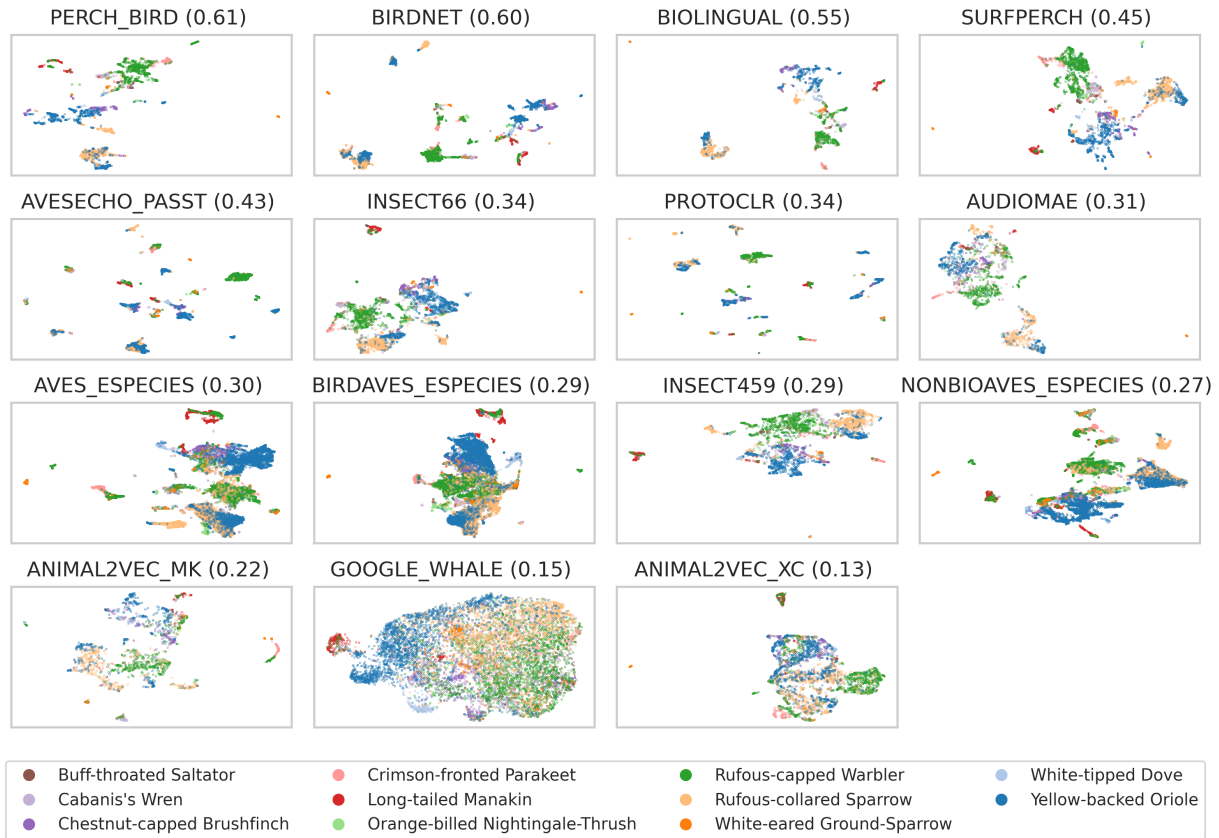 PERCH_BIRD (0.61) BIRDNET (0.60) BIOLINGUAL (0.55) SURFPERCH (0.45)
AVESECHO_PASST (0.43) INSECT66 (0.34) PROTOCLR (0.34) AUDIOMAE (0.31)
AVES_ESPECIES (0.30) BIRDAVES_ESPECIES (0.29) INSECT459 (0.29) NONBIOAVES_ESPECIES (0.27)
ANIMAL2VEC_MK (0.22) GOOGLE_WHALE (0.15) ANIMAL2VEC_XC (0.13)
Buff-throated Saltator Crimson-fronted Parakeet Rufous-capped Warbler White-tipped Dove
Cabanis's Wren Long-tailed Manakin Rufous-collared Sparrow Yellow-backed Oriole
Chestnut-capped Brushfinch Orange-billed Nightingale-Thrush White-eared Ground-Sparrow